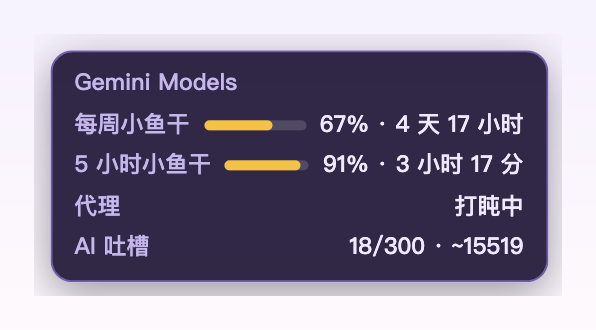 Gemini Models
每周小鱼干 67% · 4 天 17 小时
5 小时小鱼干 91% · 3 小时 17 分
代理 打盹中
AI 吐槽 18/300 · ~15519